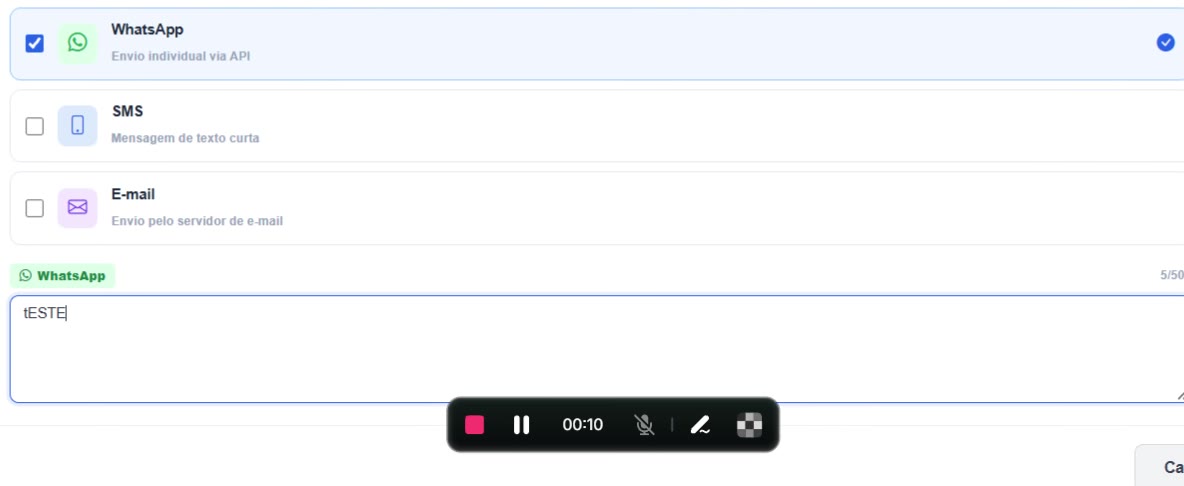 WhatsApp
Envio individual via API
SMS
Mensagem de texto curta
E-mail
Envio pelo servidor de e-mail
WhatsApp
5/50
tESTE
00:10
Ca